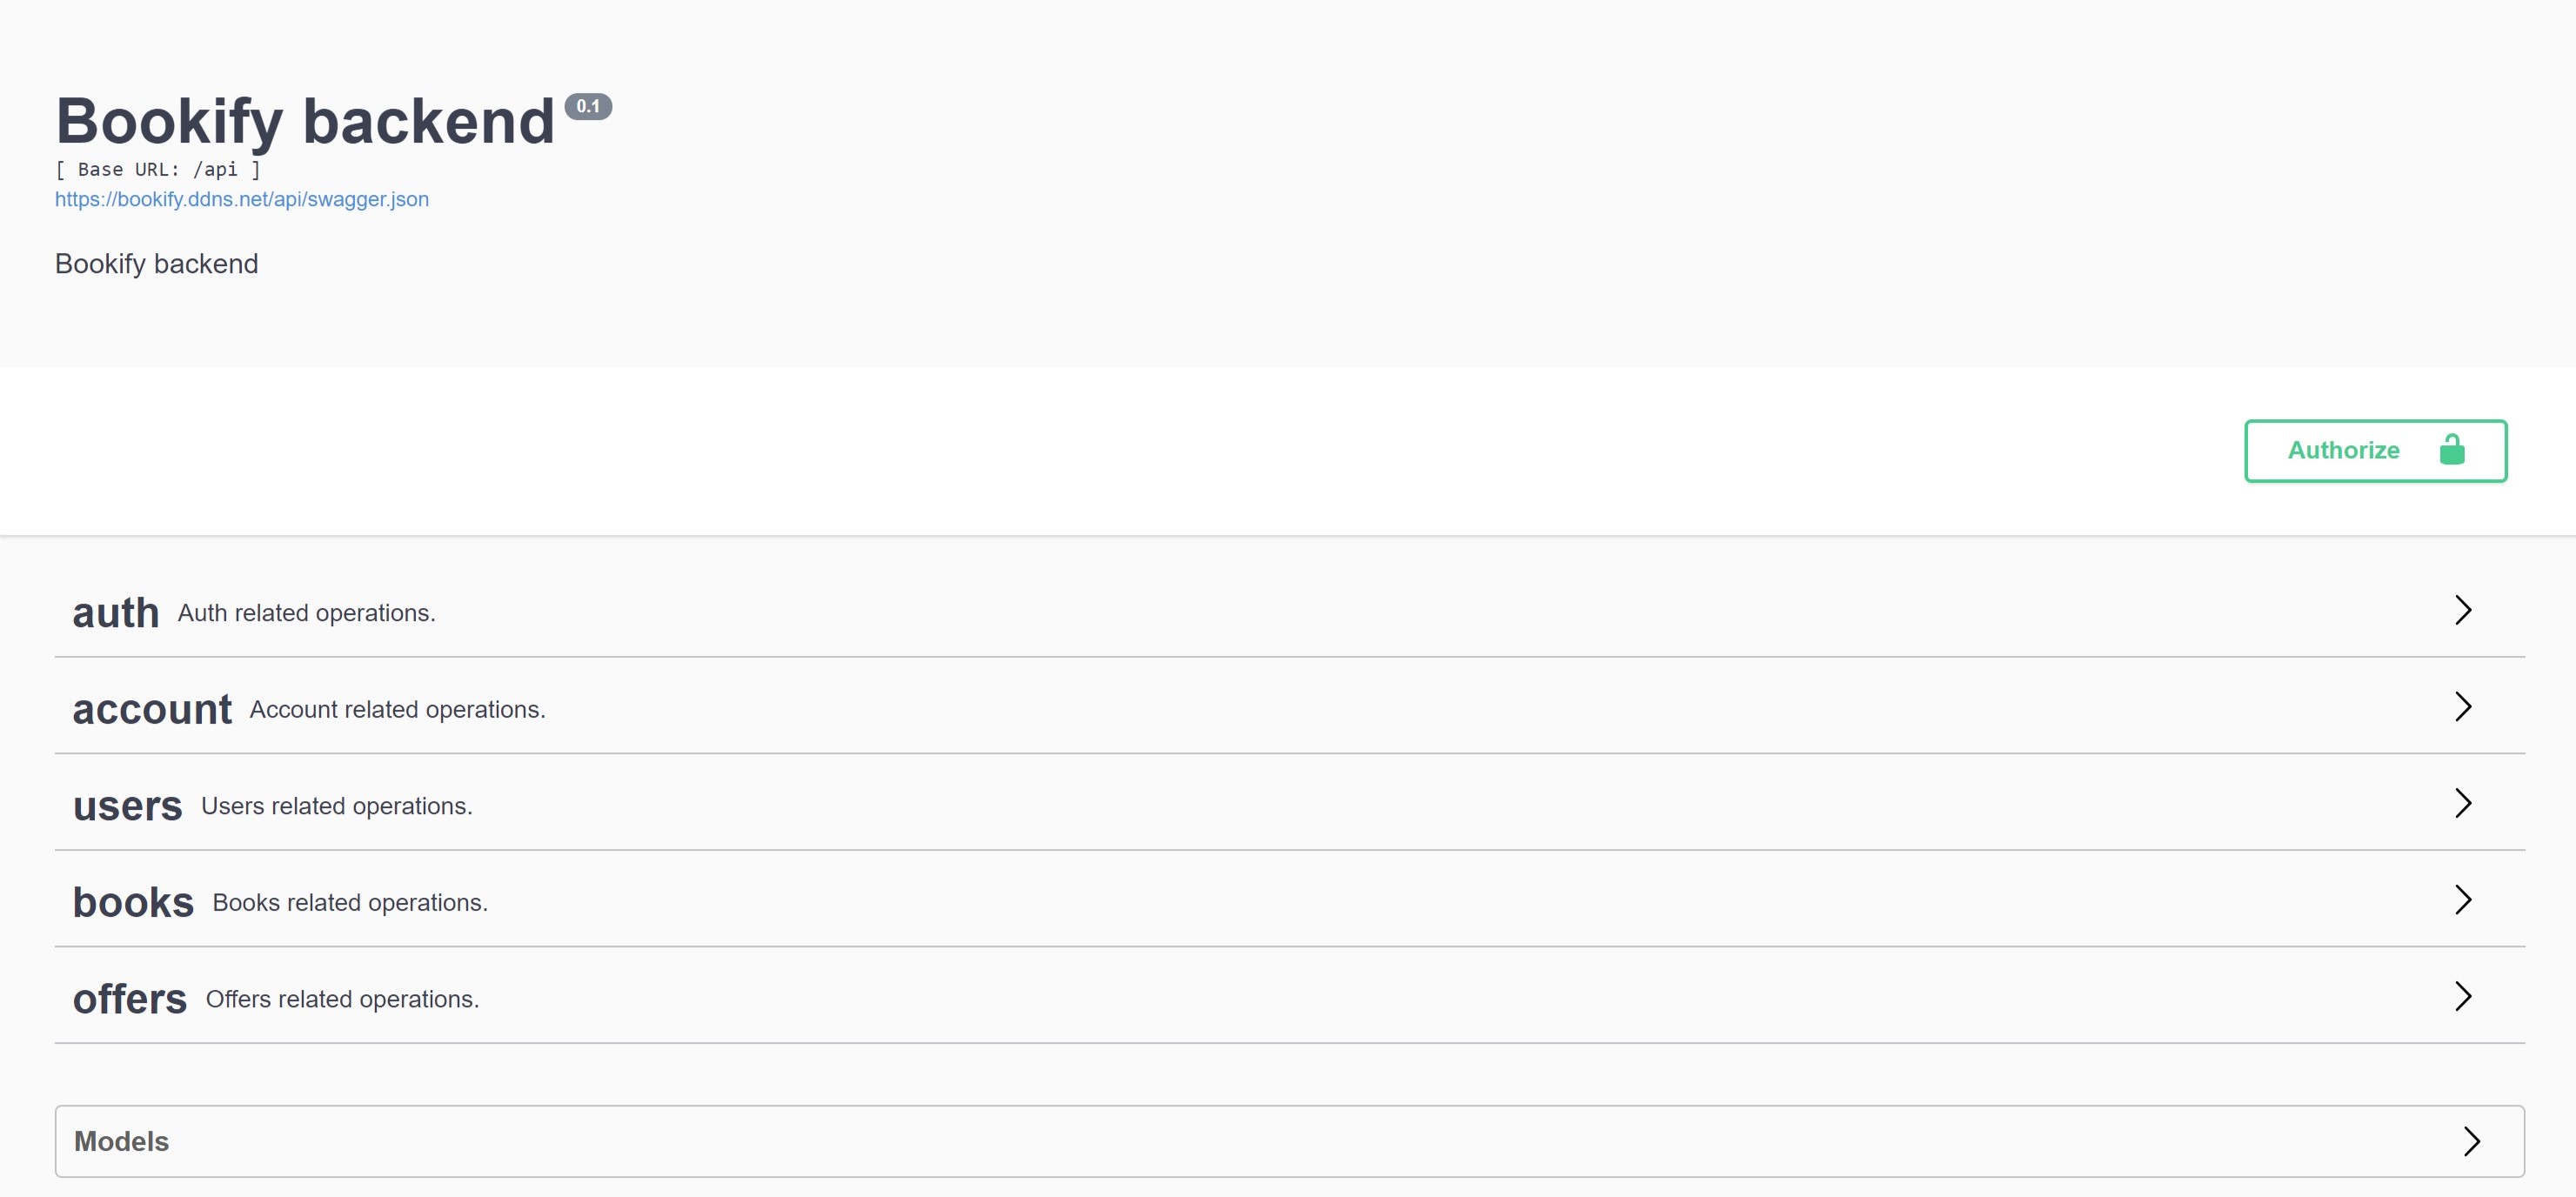 Bookify backend 0.1
[ Base URL: /api ]
https://bookify.ddns.net/api/swagger.json
Bookify backend
Authorize
auth Auth related operations.
account Account related operations.
users Users related operations.
books Books related operations.
offers Offers related operations.
Models